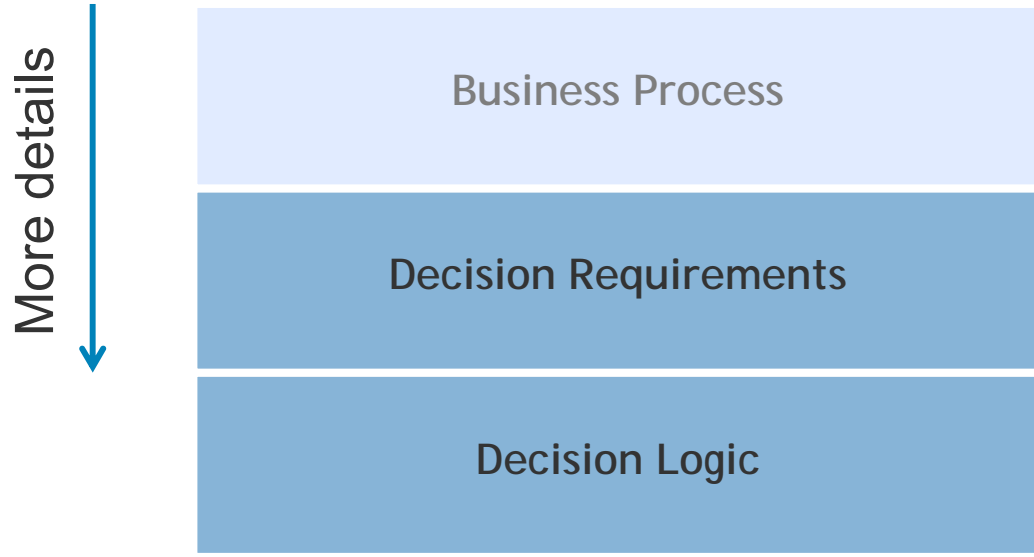 More details
Business Process
Decision Requirements
Decision Logic